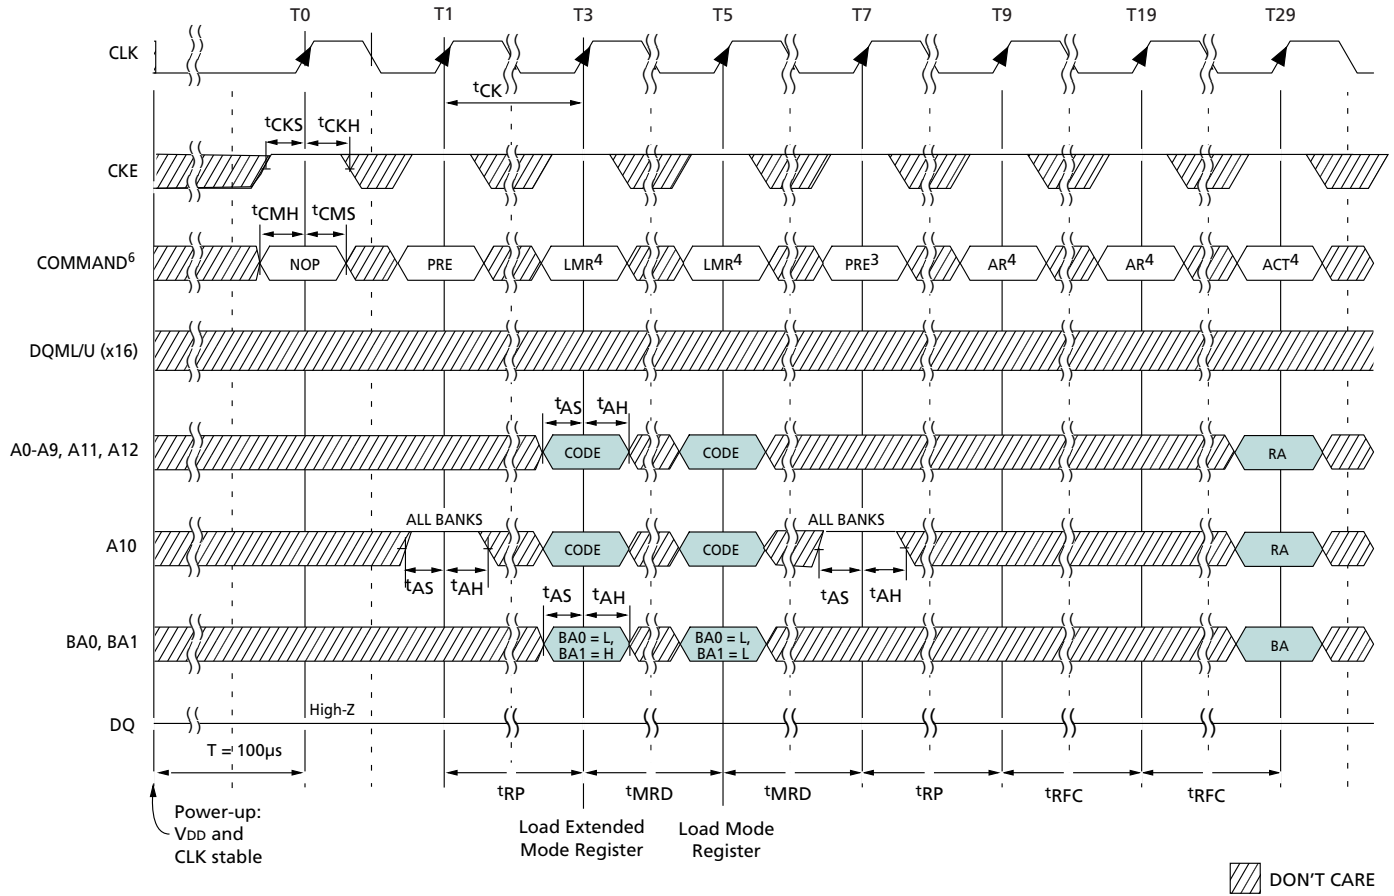 T0 T1 T3 T5 T7 T9 T19 T29
CLK
tCK
tCKS tCKH
CKE
tCMH tCMS
COMMAND6 NOP PRE LMR4 LMR4 PRE3 AR4 AR4 ACT4
DQML/U (x16)
tAS tAH
A0-A9, A11, A12 CODE CODE RA
ALL BANKS ALL BANKS
A10 CODE CODE RA
tAS tAH tAS tAH tAS tAH
BA0, BA1 BA0 = L, BA0 = L, BA
BA1 = H BA1 = L
High-Z
DQ
T = 100µs
tRP tMRD tMRD tRP tRFC tRFC
Power-up:
VDD and
CLK stable
Load Extended
Mode Register
Load Mode
Register
DON'T CARE